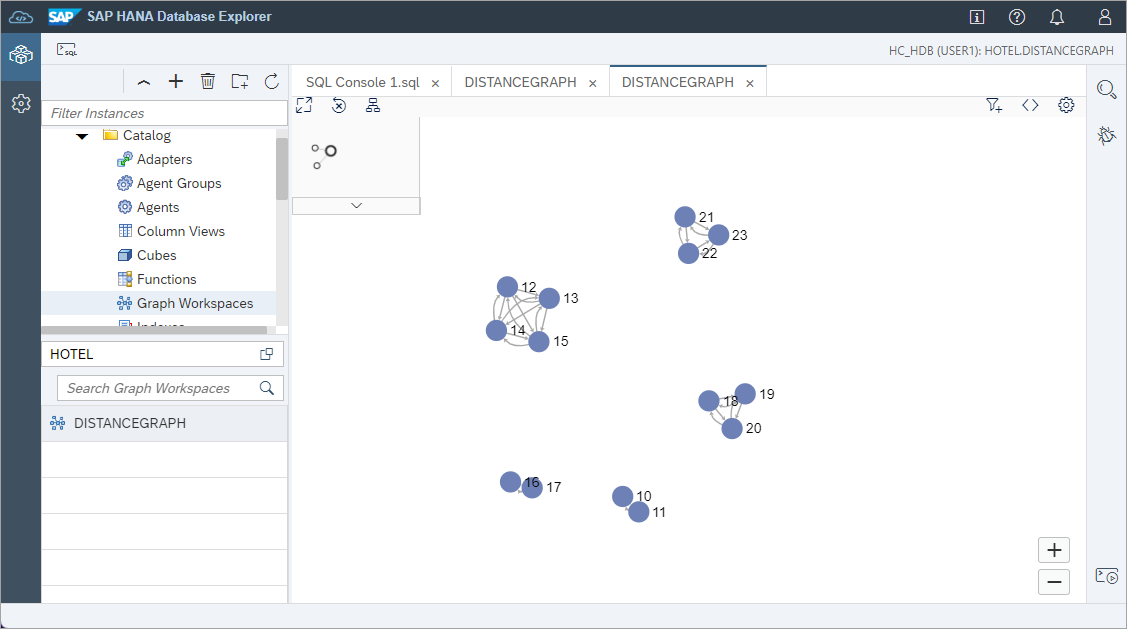 SAP SAP HANA Database Explorer
SQL
HC_HDB (USER1): HOTEL.DISTANCEGRAPH
SQL Console 1.sql
DISTANCEGRAPH
DISTANCEGRAPH
Filter Instances
Catalog
Adapters
Agent Groups
Agents
Column Views
Cubes
Functions
Graph Workspaces
Indexes
HOTEL
Search Graph Workspaces
DISTANCEGRAPH
21
23
22
12
13
14
15
19
18
20
16
17
10
11